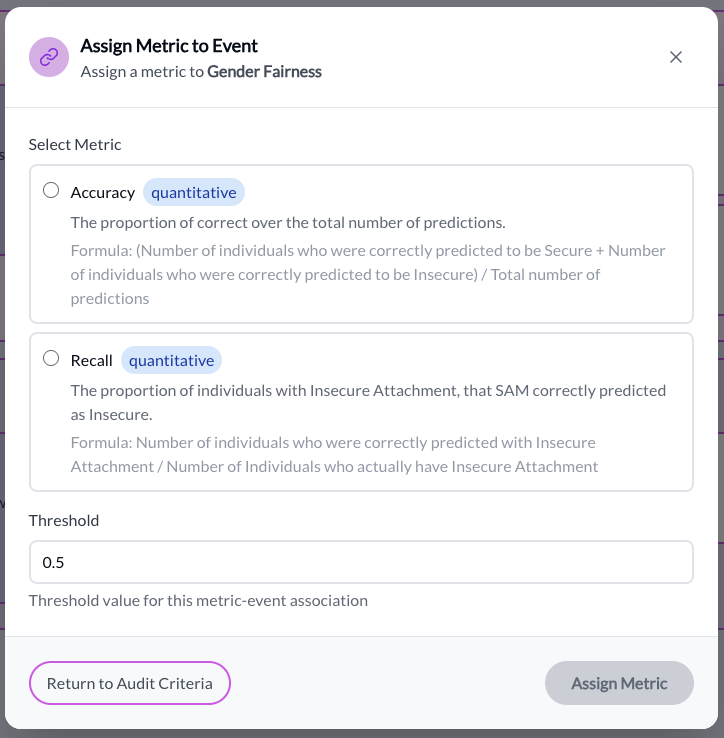 Assign Metric to Event
Assign a metric to Gender Fairness
Select Metric
Accuracy quantitative
The proportion of correct over the total number of predictions.
Formula: (Number of individuals who were correctly predicted to be Secure + Number
of individuals who were correctly predicted to be Insecure) / Total number of
predictions
Recall quantitative
The proportion of individuals with Insecure Attachment, that SAM correctly predicted
as Insecure.
Formula: Number of individuals who were correctly predicted with Insecure
Attachment / Number of Individuals who actually have Insecure Attachment
Threshold
0.5
Threshold value for this metric-event association
Return to Audit Criteria
Assign Metric